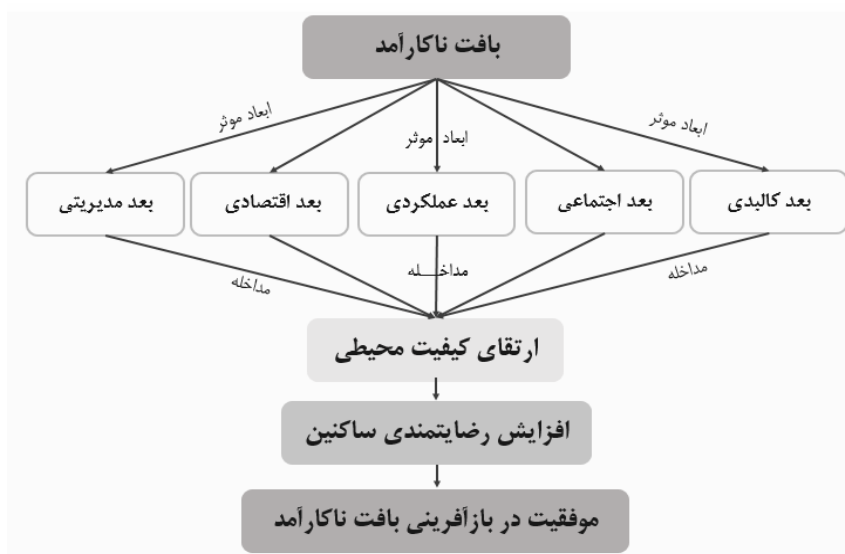 بافت ناکارآمد
ابعاد موثر
ابعاد موثر
ابعاد موثر
بعد کالبدی
بعد اجتماعی
بعد عملکردی
بعد اقتصادی
بعد مدیریتی
مداخله
مداخـــله
مداخله
ارتقای کیفیت محیطی
افزایش رضایتمندی ساکنین
موفقیت در بازآفرینی بافت ناکارآمد